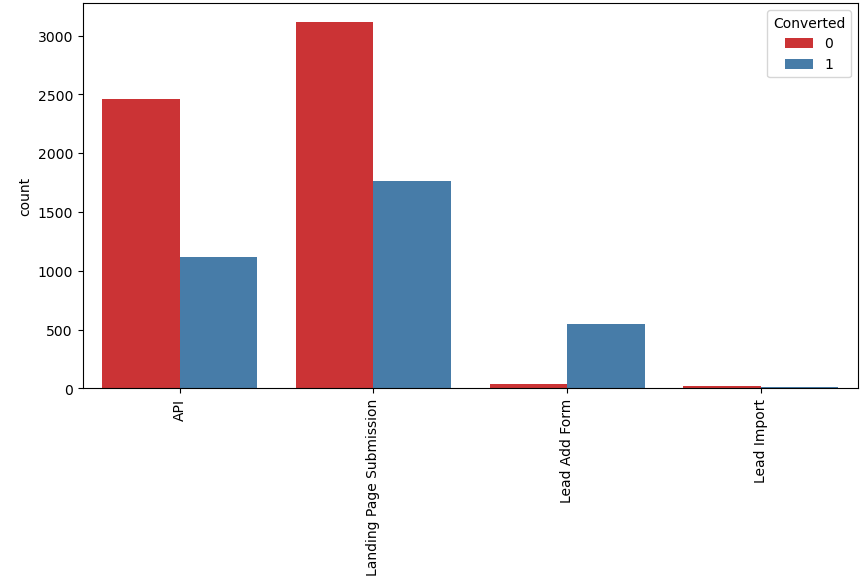 Converted
0
1
3000
2500
2000
1500
1000
500
0
count
API
Landing Page Submission
Lead Add Form
Lead Import